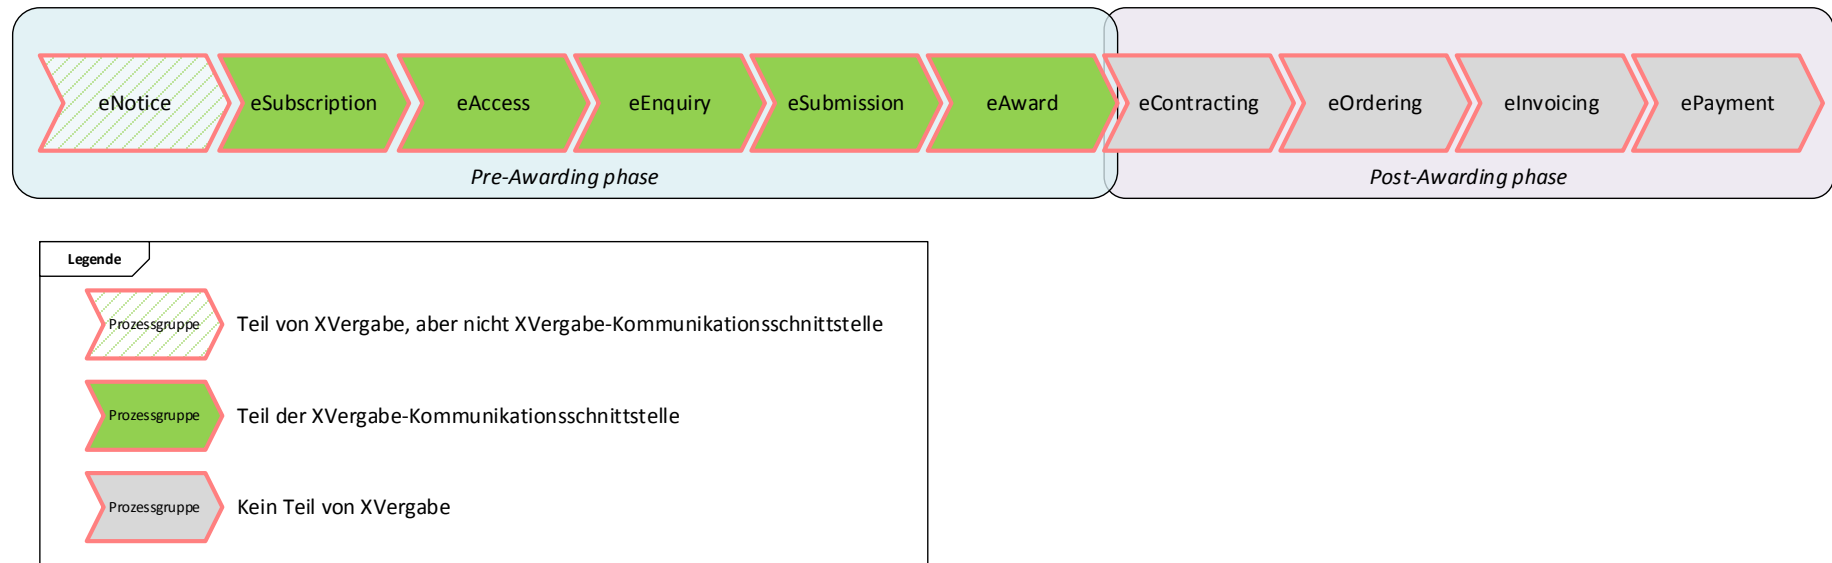 eNotice
eSubscription
eAccess
eEnquiry
eSubmission
eAward
eContracting
eOrdering
eInvoicing
ePayment
Pre-Awarding phase
Post-Awarding phase
Legende
Prozessgruppe
Teil von XVergabe, aber nicht XVergabe-Kommunikationsschnittstelle
Prozessgruppe
Teil der XVergabe-Kommunikationsschnittstelle
Prozessgruppe
Kein Teil von XVergabe